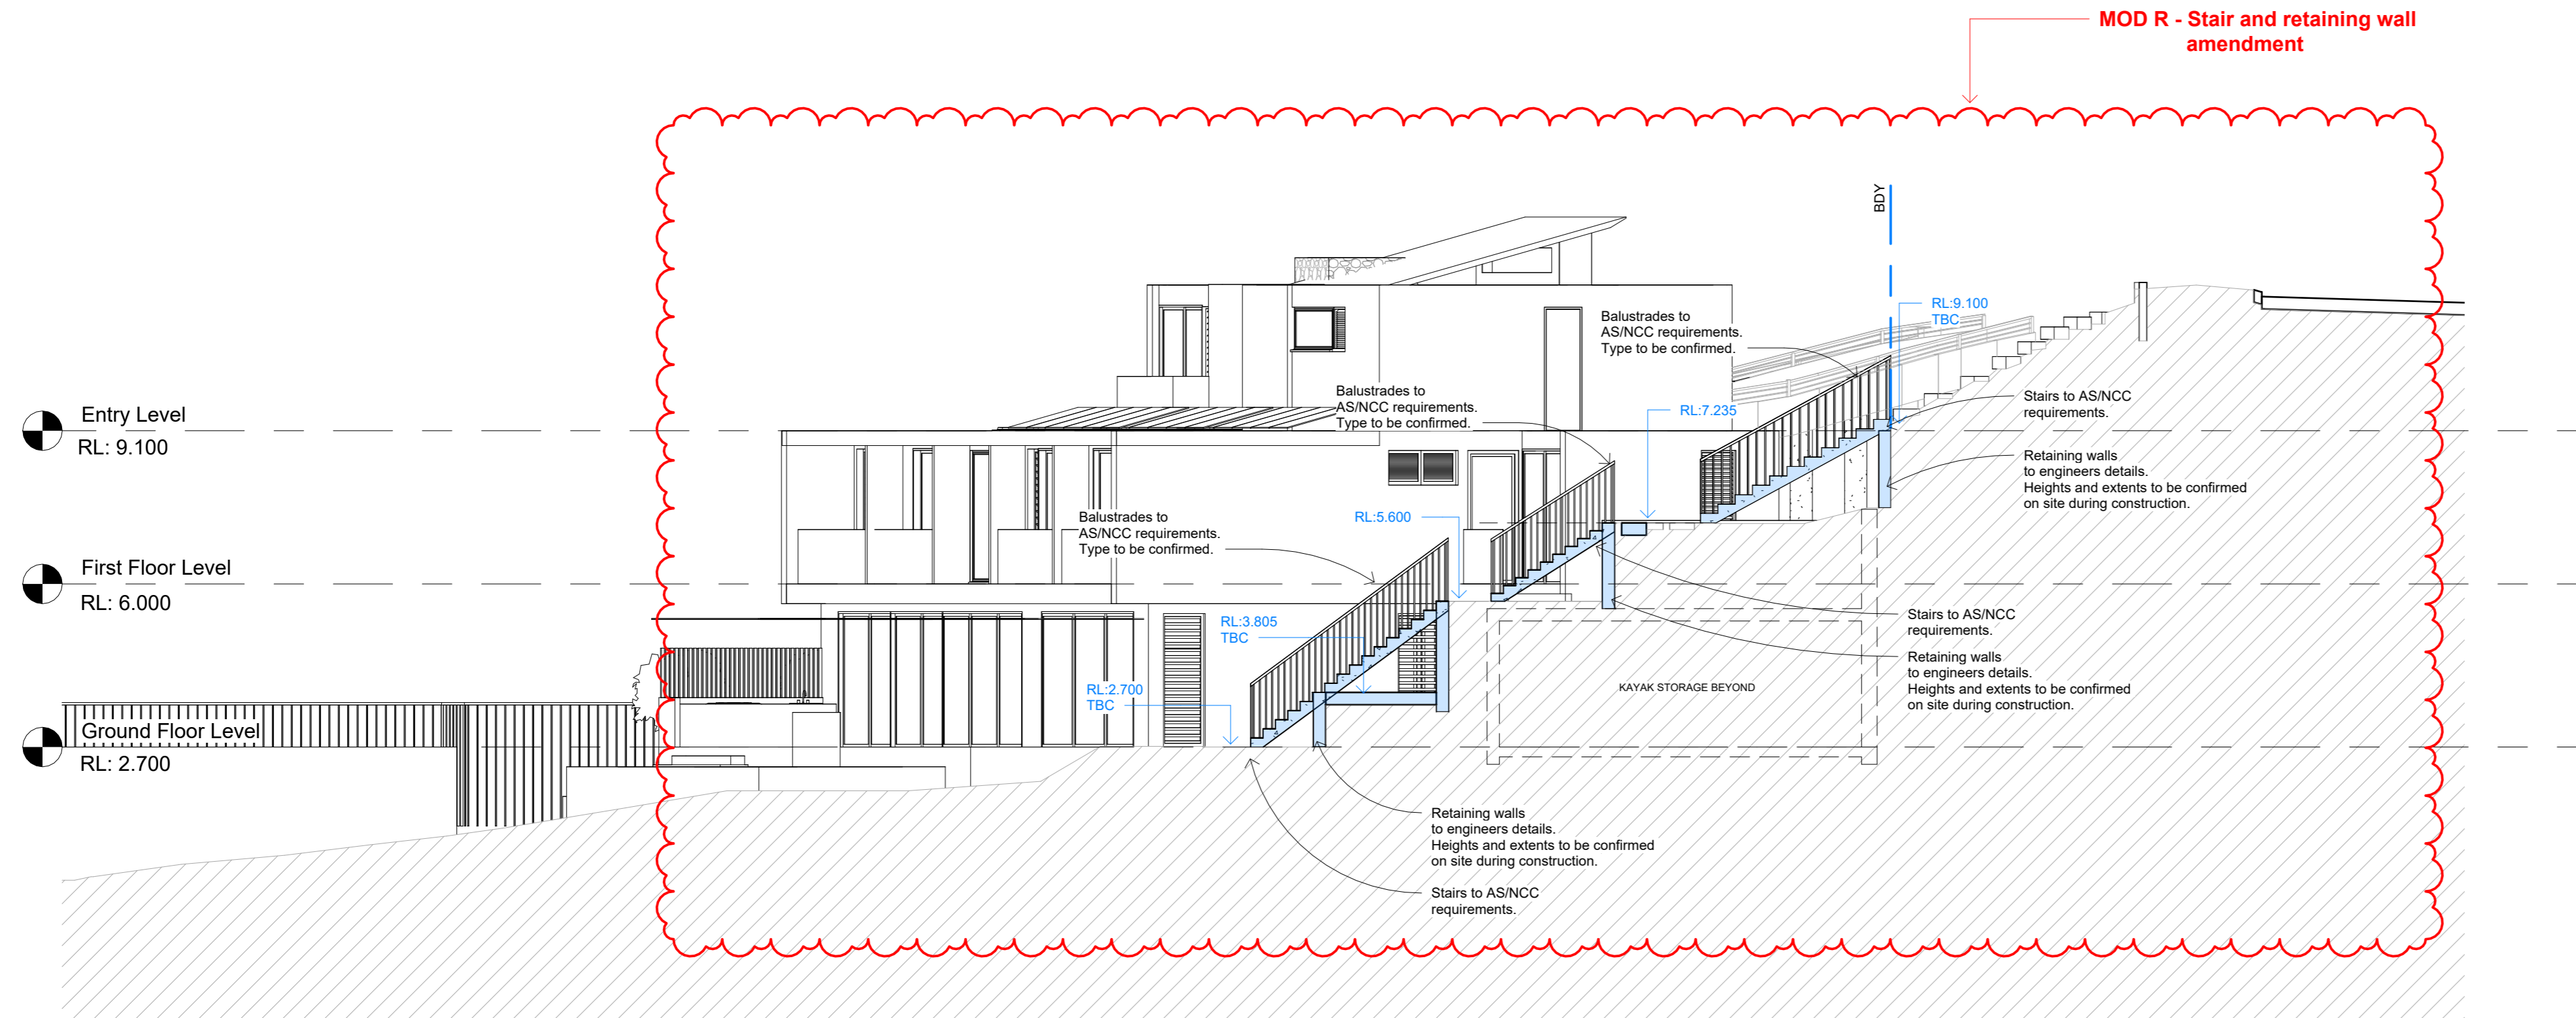 MOD R - Stair and retaining wall
amendment
BDY
RL:9.100
TBC
Balustrades to
AS/NCC requirements.
Type to be confirmed.
Balustrades to
AS/NCC requirements.
Type to be confirmed.
RL:7.235
Stairs to AS/NCC
requirements.
Entry Level
RL: 9.100
Retaining walls
to engineers details.
Heights and extents to be confirmed
on site during construction.
Balustrades to
AS/NCC requirements.
Type to be confirmed.
RL:5.600
First Floor Level
RL: 6.000
RL:3.805
TBC
Stairs to AS/NCC
requirements.
Retaining walls
to engineers details.
Heights and extents to be confirmed
on site during construction.
RL:2.700
TBC
KAYAK STORAGE BEYOND
Ground Floor Level
RL: 2.700
Retaining walls
to engineers details.
Heights and extents to be confirmed
on site during construction.
Stairs to AS/NCC
requirements.